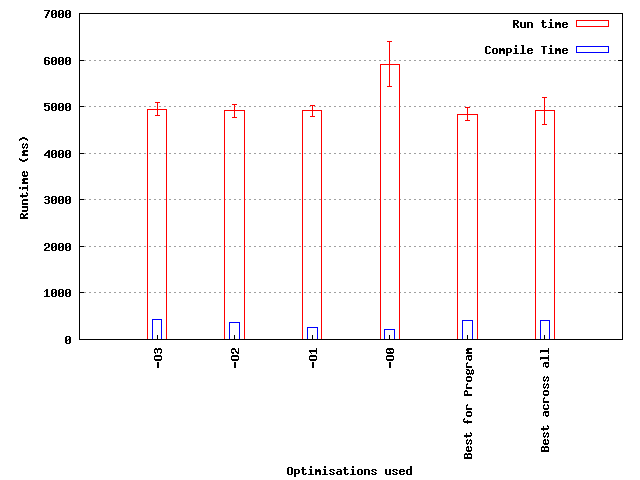 Run time
Compile Time
7000
6000
5000
4000
3000
2000
1000
0
Runtime (ms)
-O3
-O2
-O1
-O0
Best for Program
Best across all
Optimisations used